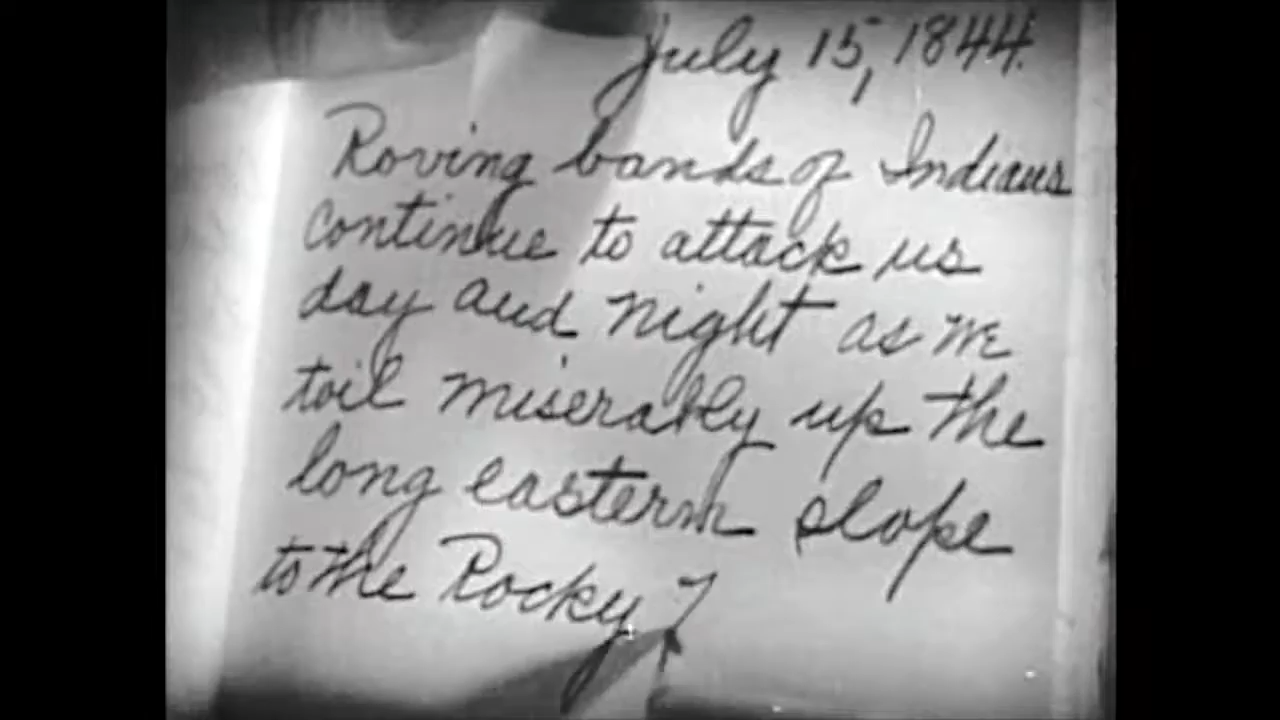 July 15, 1844.
Roving bands of Indians
continue to attack us
day and night as we
toil miserably up the
long eastern slope
to the Rocky